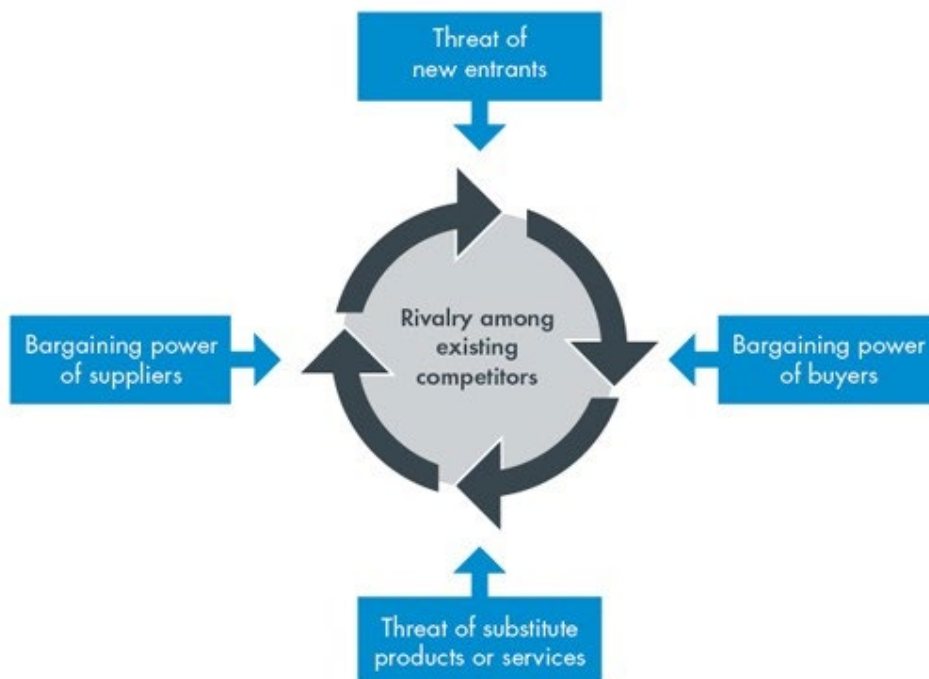 Threat of
new entrants
Bargaining power
of suppliers
Rivalry among
existing
competitors
Bargaining power
of buyers
Threat of substitute
products or services